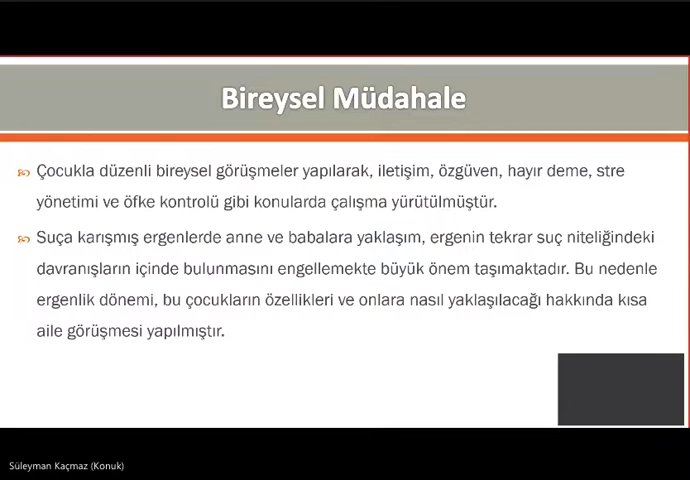 Bireysel Müdahale
Çocukla düzenli bireysel görüşmeler yapılarak, iletişim, özgüven, hayır deme, stre
yönetimi ve öfke kontrolü gibi konularda çalışma yürütülmüştür.
Suça karışmış ergenlerde anne ve babalara yaklaşım, ergenin tekrar suç niteliğindeki
davranışların içinde bulunmasını engellemekte büyük önem taşımaktadır. Bu nedenle
ergenlik dönemi, bu çocukların özellikleri ve onlara nasıl yaklaşılacağı hakkında kısa
aile görüşmesi yapılmıştır.
Süleyman Kaçmaz (Konuk)